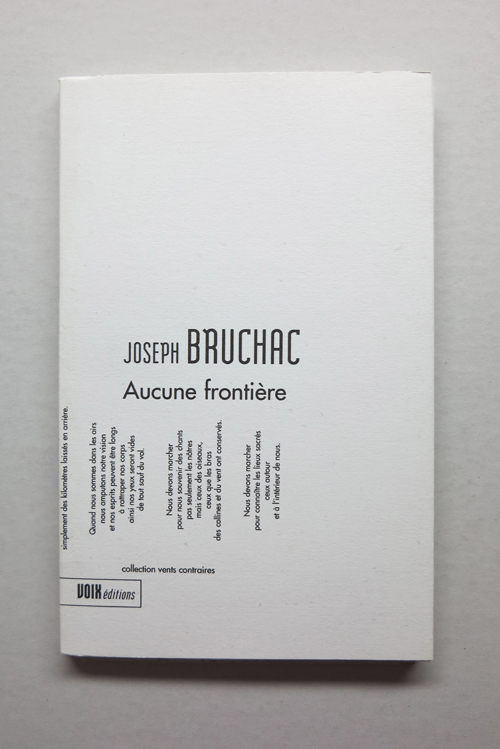 JOSEPH BRUCHAC
Aucune frontière
simplement des kilomètres laissés en arrière.
Quand nous sommes dans les airs
nous amputons notre vision
et nos esprits peuvent être longs
à rattraper nos corps
ainsi nos yeux seront vides
de tout sauf du vol.
Nous devons marcher
pour nous souvenir des chants
pas seulement les nôtres
mais ceux des oiseaux,
ceux que les bras
des collines et du vent ont conservés.
Nous devons marcher
pour connaître les lieux sacrés
ceux autour
et à l'intérieur de nous.
collection vents contraires
VOIX éditions